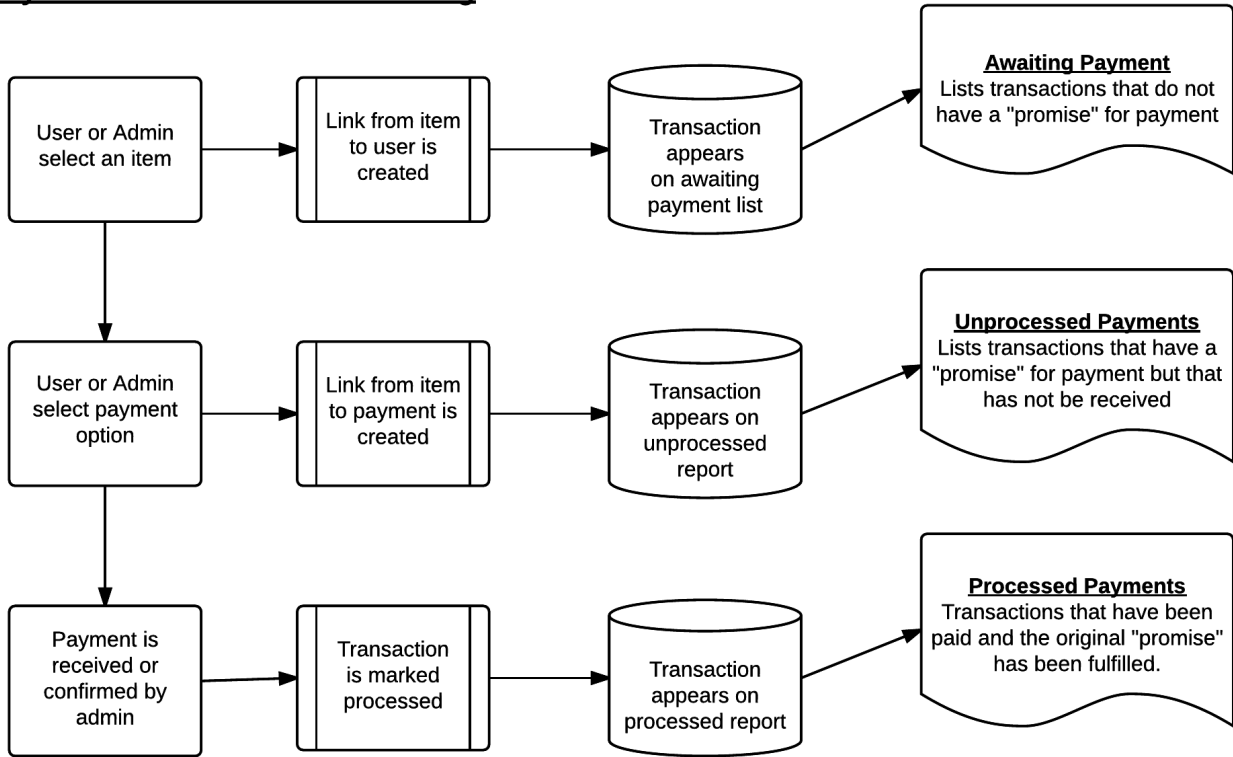 User or Admin
select an item
Link from item
to user is
created
Transaction
appears
on awaiting
payment list
Awaiting Payment
Lists transactions that do not
have a "promise" for payment
User or Admin
select payment
option
Link from item
to payment is
created
Transaction
appears on
unprocessed
report
Unprocessed Payments
Lists transactions that have a
"promise" for payment but that
has not be received
Payment is
received or
confirmed by
admin
Transaction
is marked
processed
Transaction
appears on
processed report
Processed Payments
Transactions that have been
paid and the original "promise"
has been fulfilled.